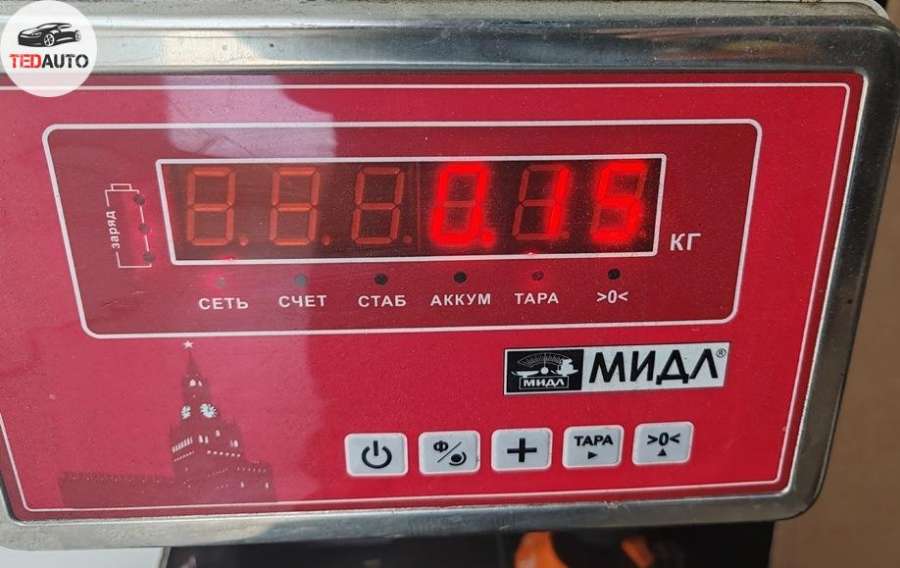 TEDAUTO
заряд
0.15
КГ
СЕТЬ СЧЕТ СТАБ АККУМ ТАРА >0<
МИДЛ МИДЛ®
Ф ТАРА >0<